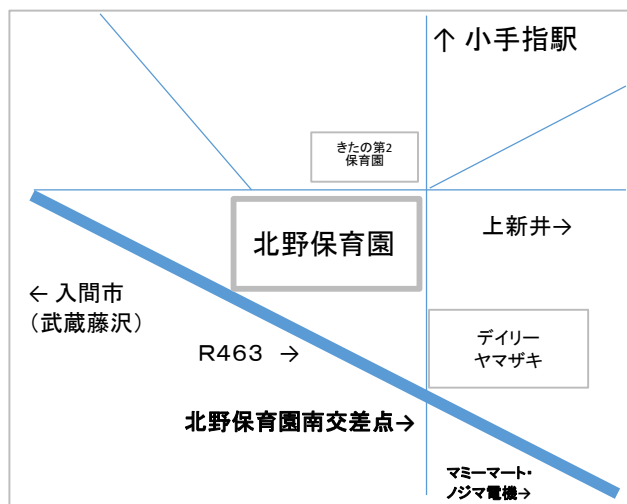 ↑ 小手指駅
きたの第2
保育園
北野保育園
上新井→
← 入間市
(武蔵藤沢)
R463 →
デイリー
ヤマザキ
北野保育園南交差点→
マミーマート・
ノジマ電機→